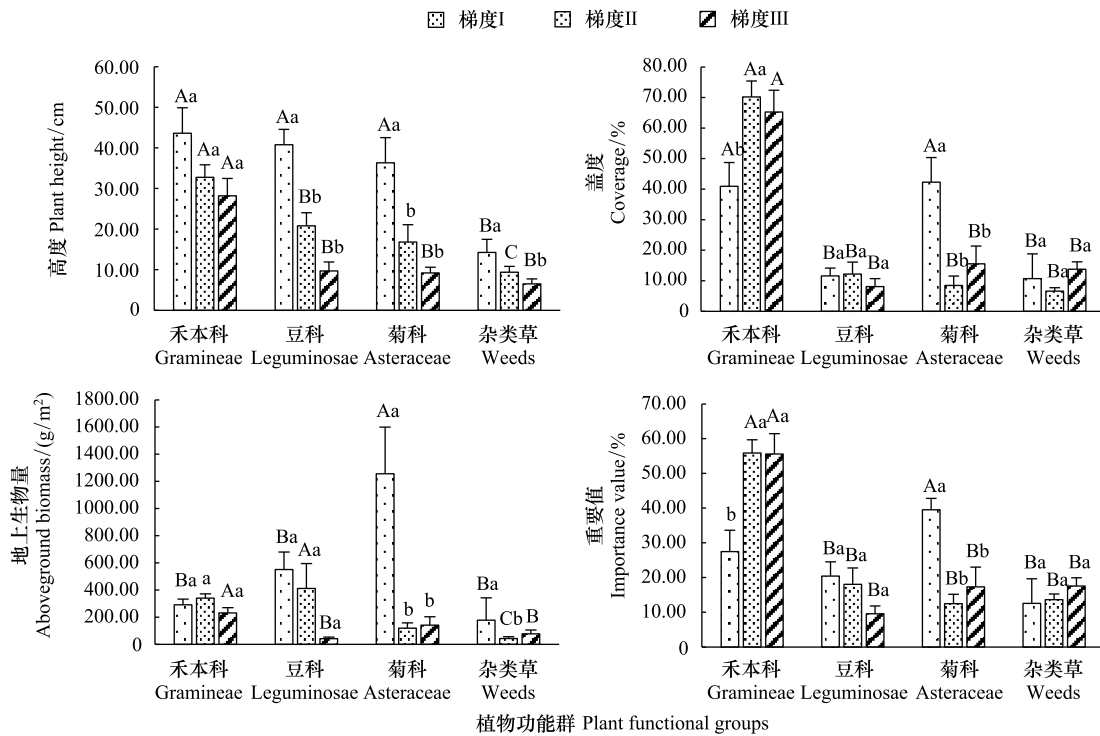 梯度I 梯度II 梯度III
60.00
50.00
40.00
30.00
20.00
10.00
0
高度 Plant height/cm
Aa Aa Aa
Aa Bb Bb
Aa b Bb
Ba C Bb
禾本科 豆科 菊科 杂类草
Gramineae Leguminosae Asteraceae Weeds
80.00
70.00
60.00
50.00
40.00
30.00
20.00
10.00
0
盖度
Coverage/%
Ab Aa A
Ba Ba Ba
Aa Bb Bb
Ba Ba Ba
禾本科 豆科 菊科 杂类草
Gramineae Leguminosae Asteraceae Weeds
1800.00
1600.00
1400.00
1200.00
1000.00
800.00
600.00
400.00
200.00
0
地上生物量
Aboveground biomass/(g/m²)
Ba a Aa
Ba Aa Ba
Aa b b
Ba Cb B
禾本科 豆科 菊科 杂类草
Gramineae Leguminosae Asteraceae Weeds
70.00
60.00
50.00
40.00
30.00
20.00
10.00
0
重要值
Importance value/%
b Aa Aa
Ba Ba Ba
Aa Bb Bb
Ba Ba Ba
禾本科 豆科 菊科 杂类草
Gramineae Leguminosae Asteraceae Weeds
植物功能群 Plant functional groups